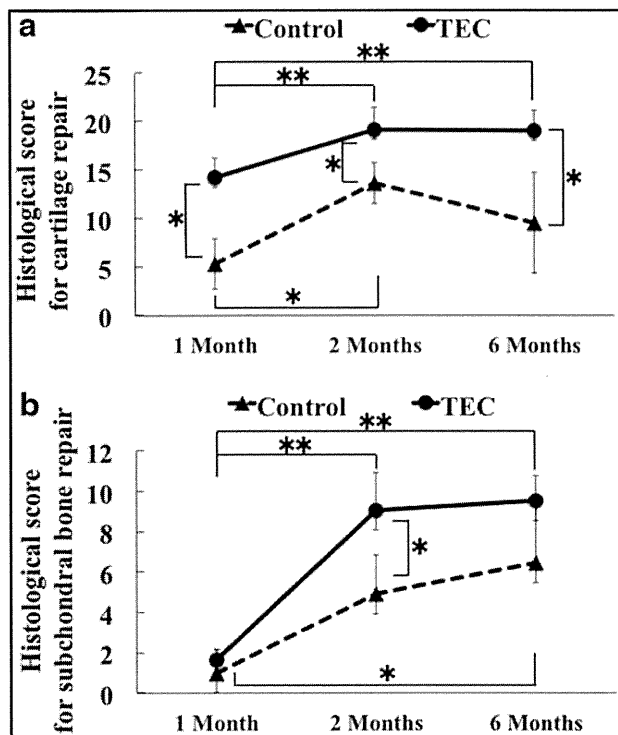 a
Control TEC
**
**
25
20
15
10
5
0
*
*
*
*
Histological score
for cartilage repair
1 Month 2 Months 6 Months
b
Control TEC
**
**
12
10
8
6
4
2
0
*
*
Histological score
for subchondral bone repair
1 Month 2 Months 6 Months